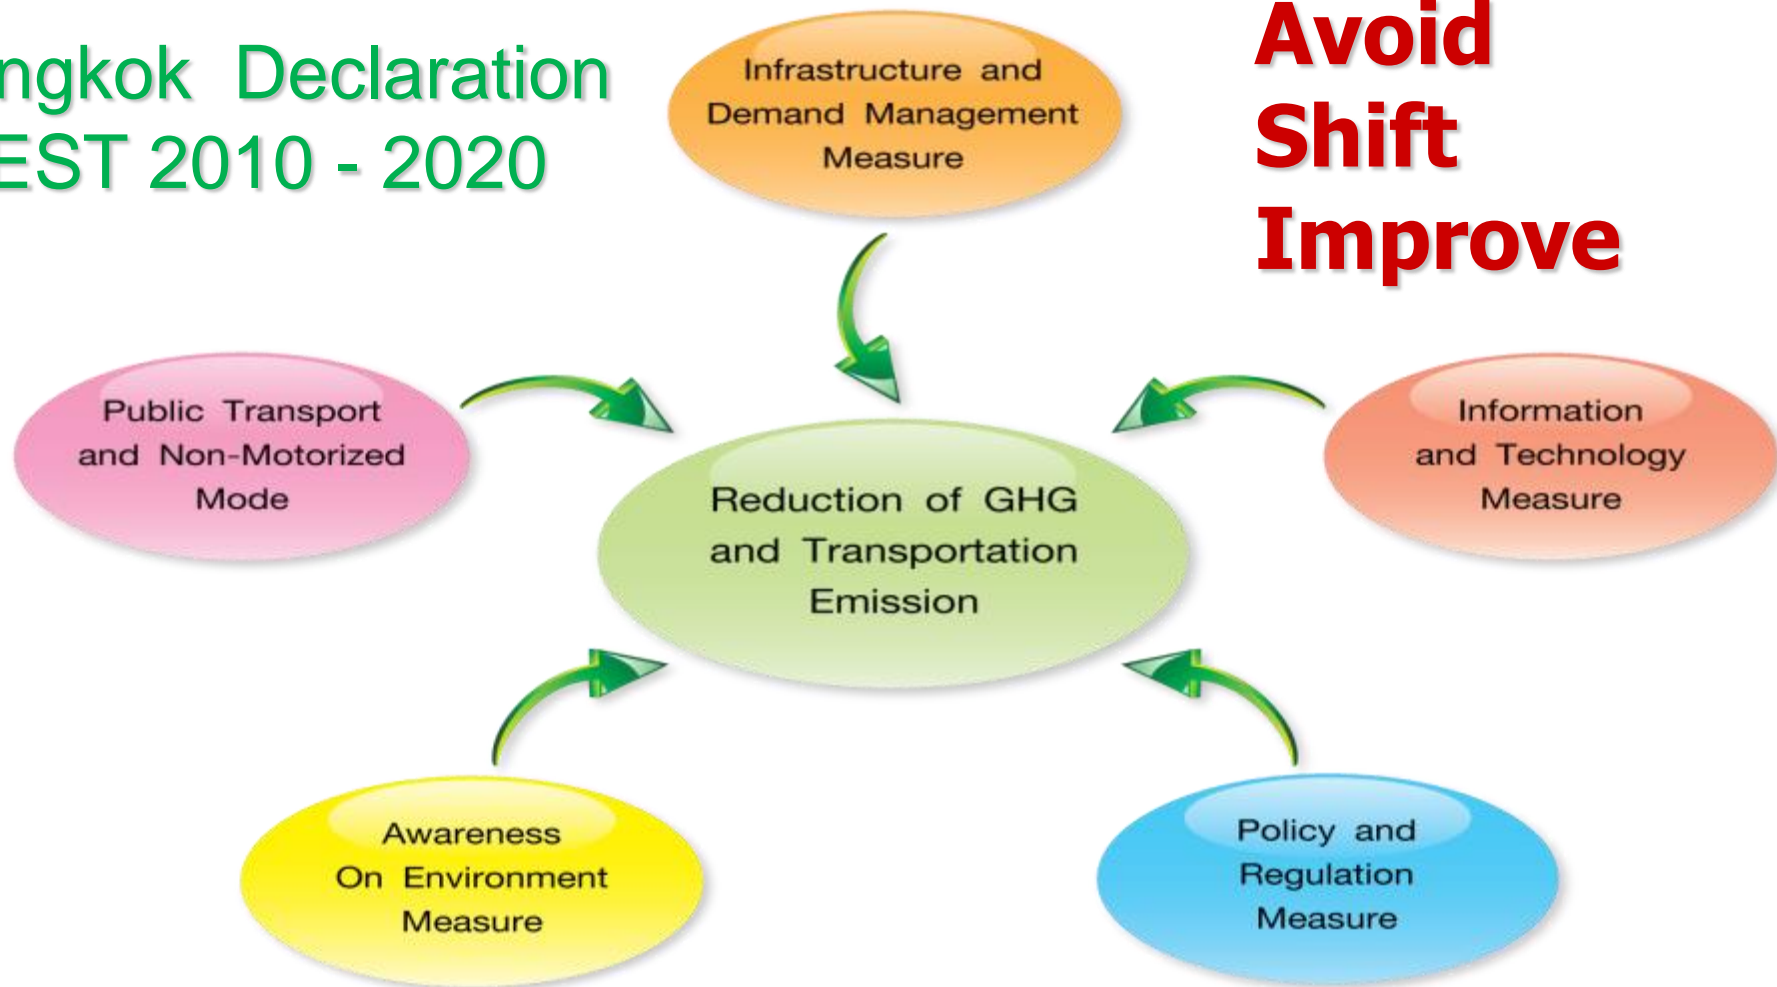 ngkok Declaration
EST 2010 - 2020
Avoid
Shift
Improve
Infrastructure and
Demand Management
Measure
Public Transport
and Non-Motorized
Mode
Information
and Technology
Measure
Reduction of GHG
and Transportation
Emission
Awareness
On Environment
Measure
Policy and
Regulation
Measure